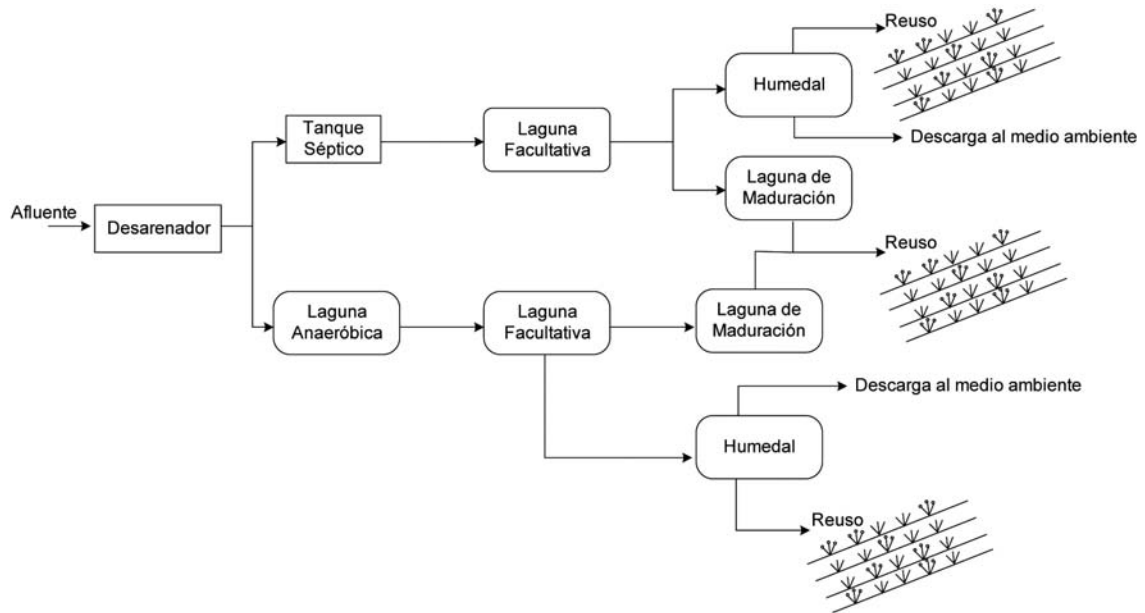 Reuso
Humedal
Tanque
Séptico
Laguna
Facultativa
Descarga al medio ambiente
Laguna de
Maduración
Afluente
Desarenador
Reuso
Laguna
Anaeróbica
Laguna
Facultativa
Laguna de
Maduración
Descarga al medio ambiente
Humedal
Reuso